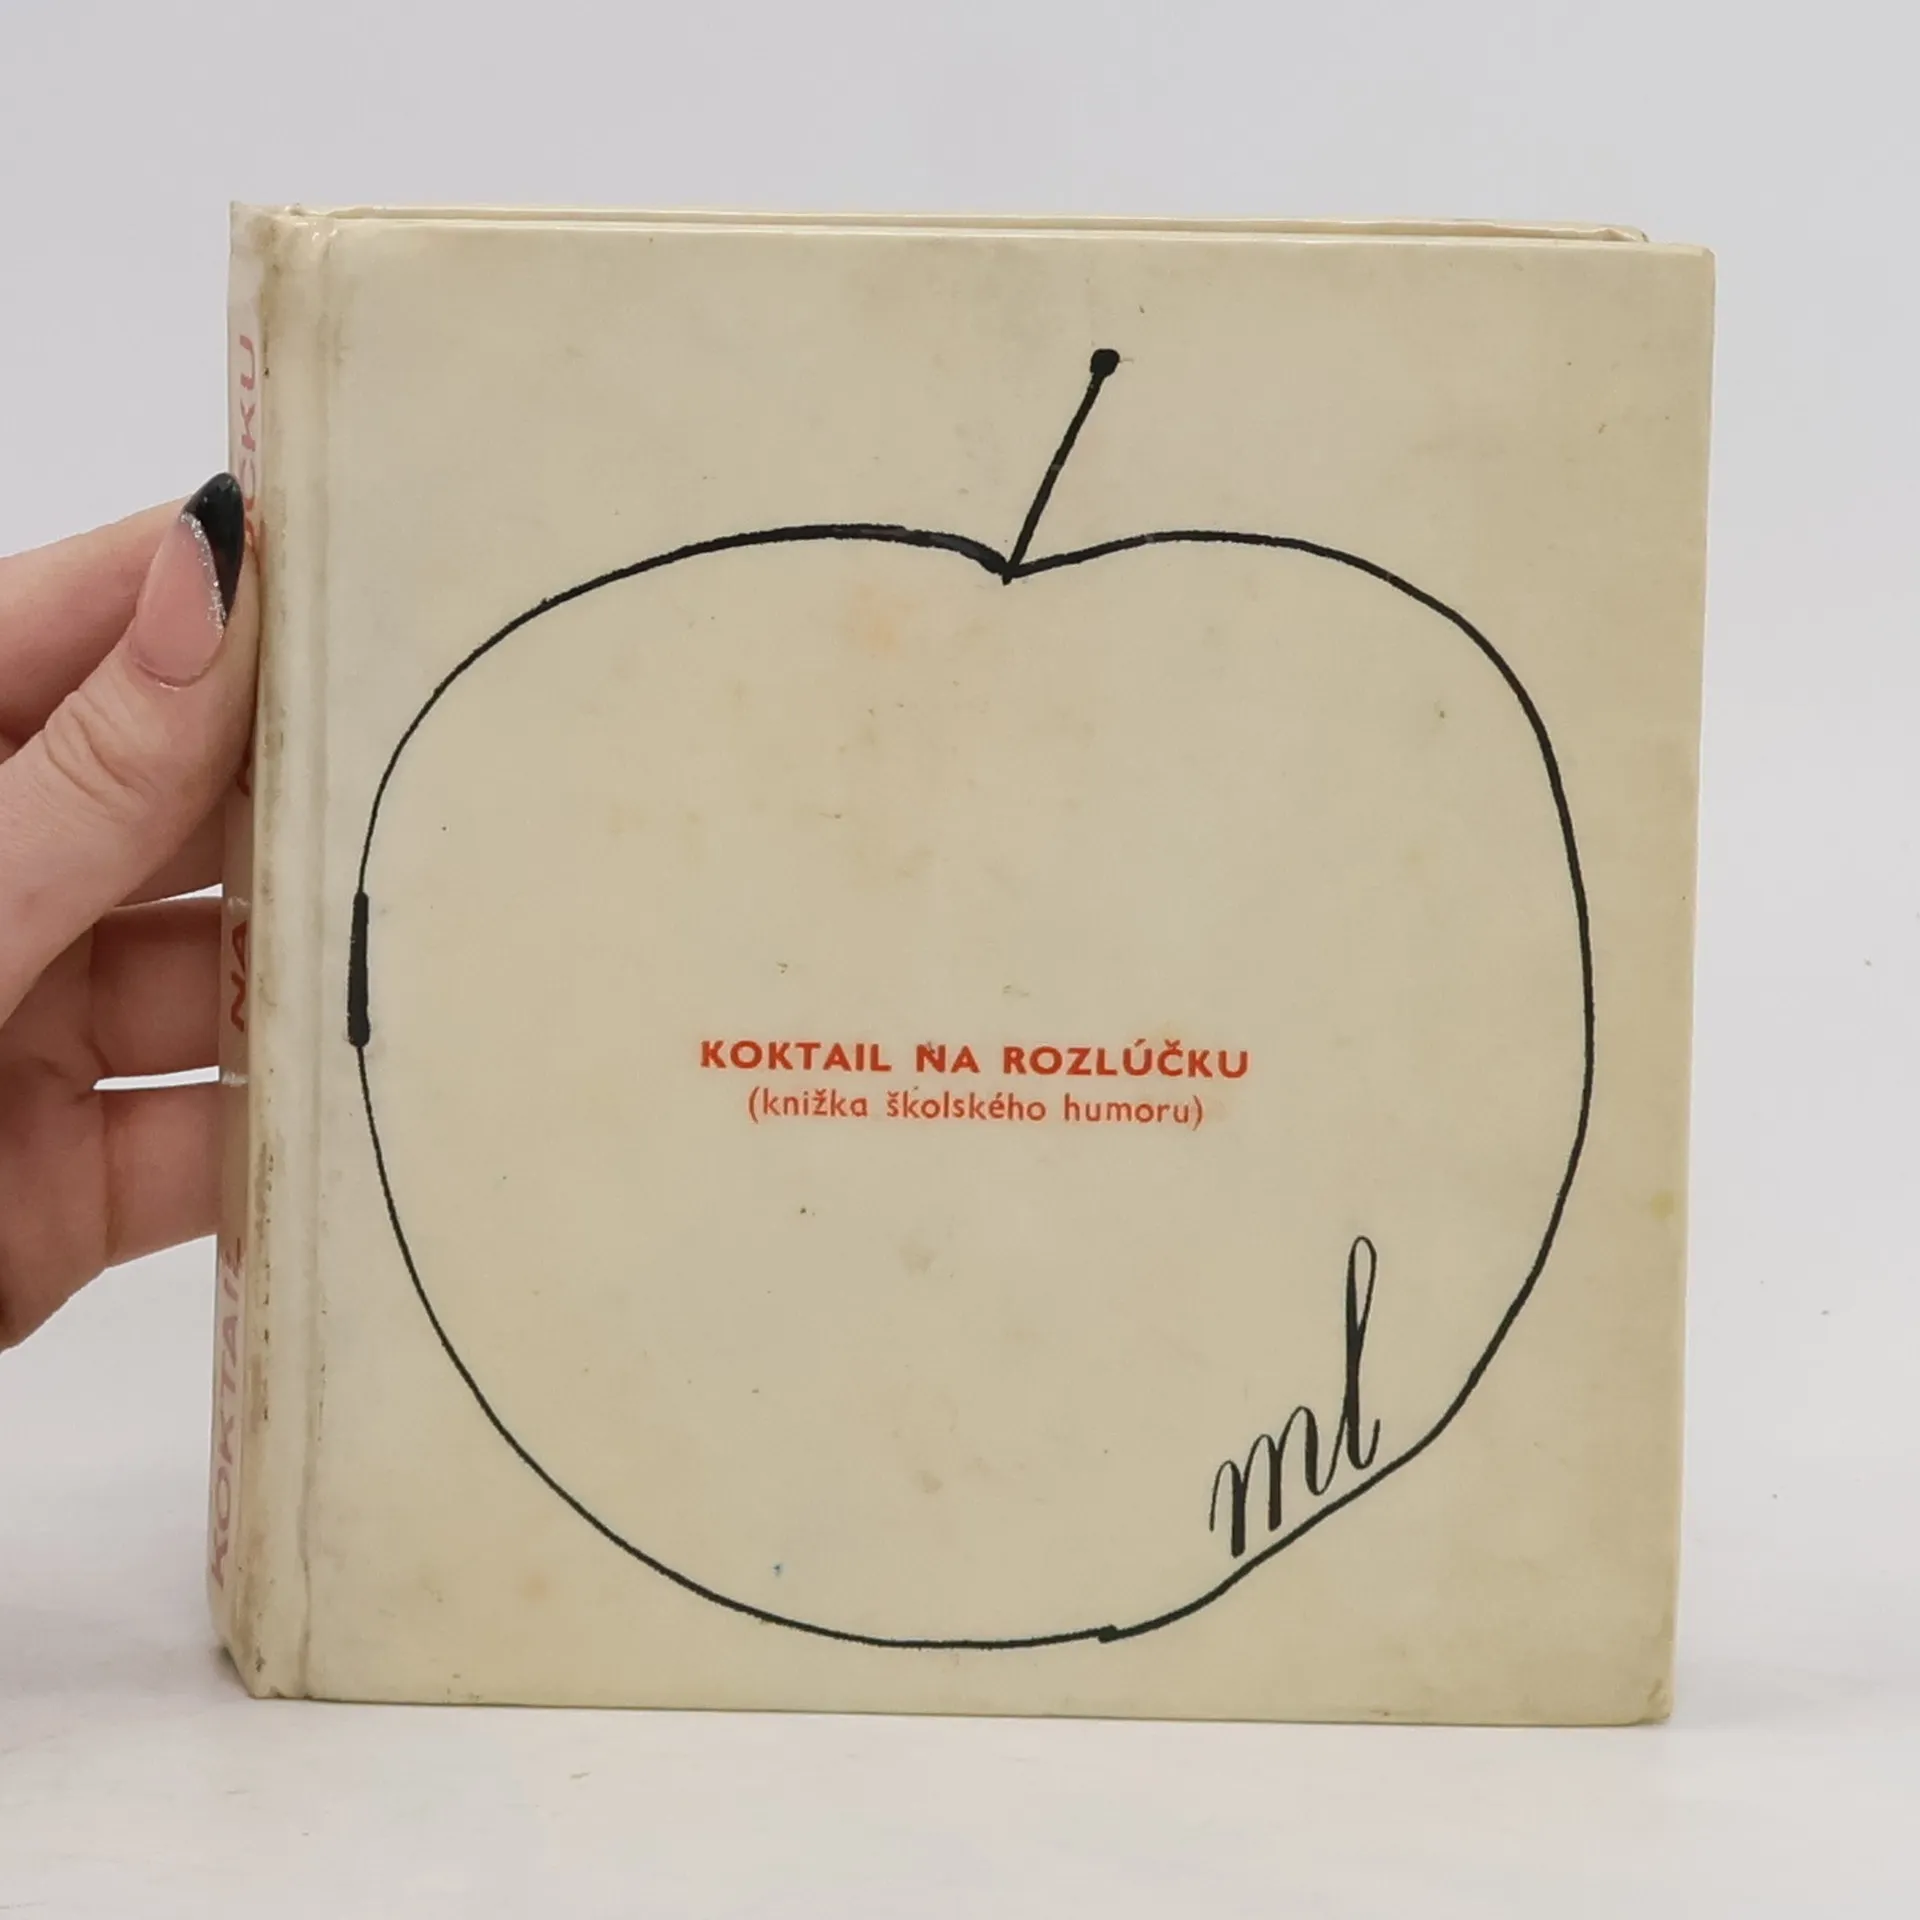 KOKTAIL NA ROZLÚČKU
(knižka školského humoru)
ml
KOKTAIL NA